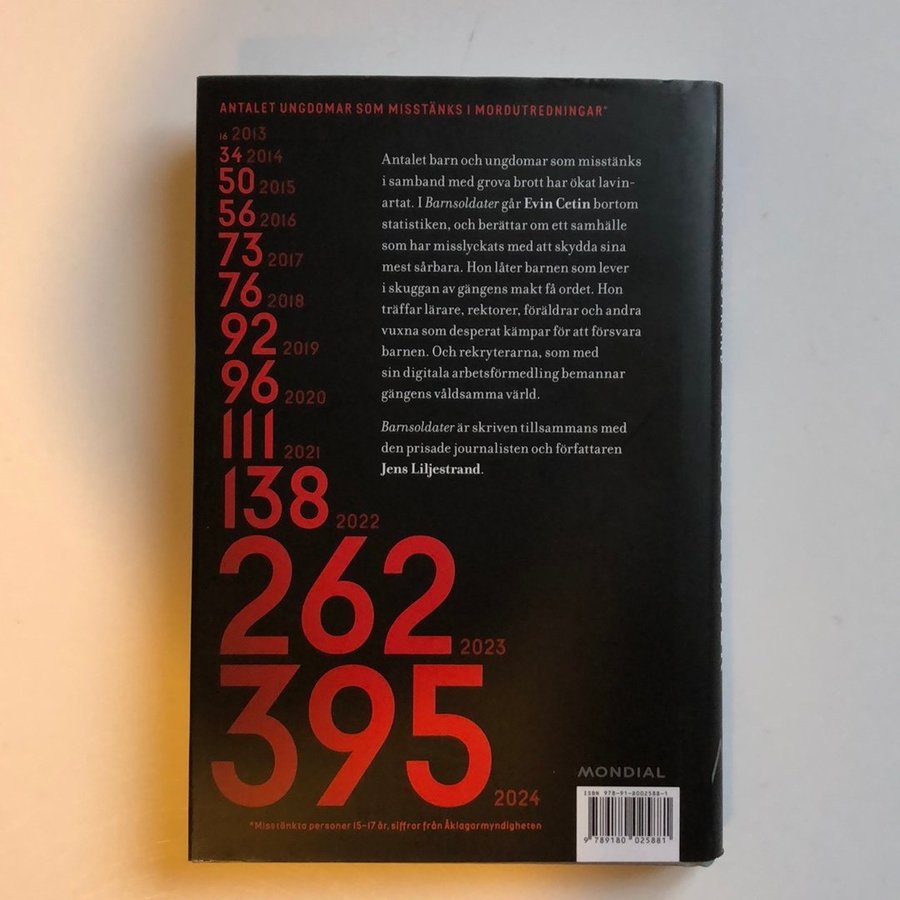 ANTALET UNGDOMAR SOM MISSTÄNKS I MORDUTREDNINGAR*
16 2013
34 2014
50 2015
56 2016
73 2017
76 2018
92 2019
96 2020
111 2021
138 2022
262 2023
395 2024
*Misstänkta personer 15–17 år, siffror från Åklagarmyndigheten
Antalet barn och ungdomar som misstänks
i samband med grova brott har ökat lavin-
artat. I Barnsoldater går Evin Cetin bortom
statistiken, och berättar om ett samhälle
som har misslyckats med att skydda sina
mest sårbara. Hon låter barnen som lever
i skuggan av gängens makt få ordet. Hon
träffar lärare, rektorer, föräldrar och andra
vuxna som desperat kämpar för att försvara
barnen. Och rekryterarna, som med
sin digitala arbetsförmedling bemannar
gängens våldsamma värld.
Barnsoldater är skriven tillsammans med
den prisade journalisten och författaren
Jens Liljestrand.
MONDIAL
ISBN 978-91-8002588-1
9 789180 025881